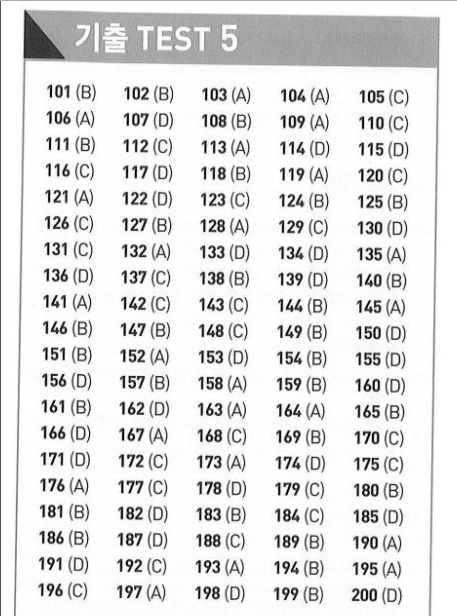 기출 TEST 5
101 (B) 102 (B) 103 (A) 104 (A) 105 (C)
106 (A) 107 (D) 108 (B) 109 (A) 110 (C)
111 (B) 112 (C) 113 (A) 114 (D) 115 (D)
116 (C) 117 (D) 118 (B) 119 (A) 120 (C)
121 (A) 122 (D) 123 (C) 124 (B) 125 (B)
126 (C) 127 (B) 128 (A) 129 (C) 130 (D)
131 (C) 132 (A) 133 (D) 134 (D) 135 (A)
136 (D) 137 (C) 138 (B) 139 (D) 140 (B)
141 (A) 142 (C) 143 (C) 144 (B) 145 (A)
146 (B) 147 (B) 148 (C) 149 (B) 150 (D)
151 (B) 152 (A) 153 (D) 154 (B) 155 (D)
156 (D) 157 (B) 158 (A) 159 (B) 160 (D)
161 (B) 162 (D) 163 (A) 164 (A) 165 (B)
166 (D) 167 (A) 168 (C) 169 (B) 170 (C)
171 (D) 172 (C) 173 (A) 174 (D) 175 (C)
176 (A) 177 (C) 178 (D) 179 (C) 180 (B)
181 (B) 182 (D) 183 (B) 184 (C) 185 (D)
186 (B) 187 (D) 188 (C) 189 (B) 190 (A)
191 (D) 192 (C) 193 (A) 194 (B) 195 (A)
196 (C) 197 (A) 198 (D) 199 (B) 200 (D)